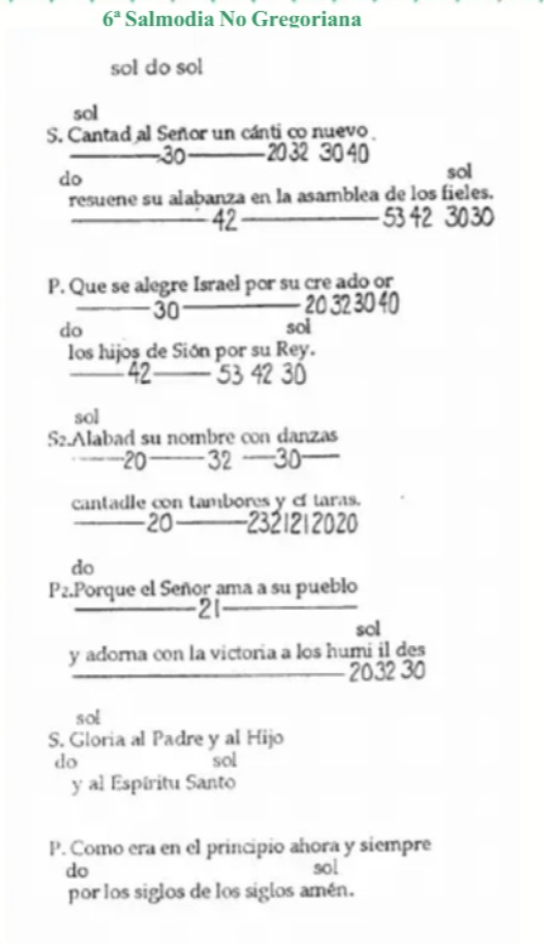 6ª Salmodia No Gregoriana
sol do sol
sol
S. Cantad al Señor un cánti co nuevo.
30 2032 3040
do sol
resuene su alabanza en la asamblea de los fieles.
42 5342 3030
P. Que se alegre Israel por su cre ado or
30 20323040
do sol
los hijos de Sión por su Rey.
42 53 42 30
sol
S2.Alabad su nombre con danzas
20 32 30
cantadle con tambores y cí taras.
20 2321212020
do
P2.Porque el Señor ama a su pueblo
21
sol
y adorna con la victoria a los humi il des
2032 30
sol
S. Gloria al Padre y al Hijo
do sol
y al Espíritu Santo
P. Como era en el principio ahora y siempre
do sol
por los siglos de los siglos amén.